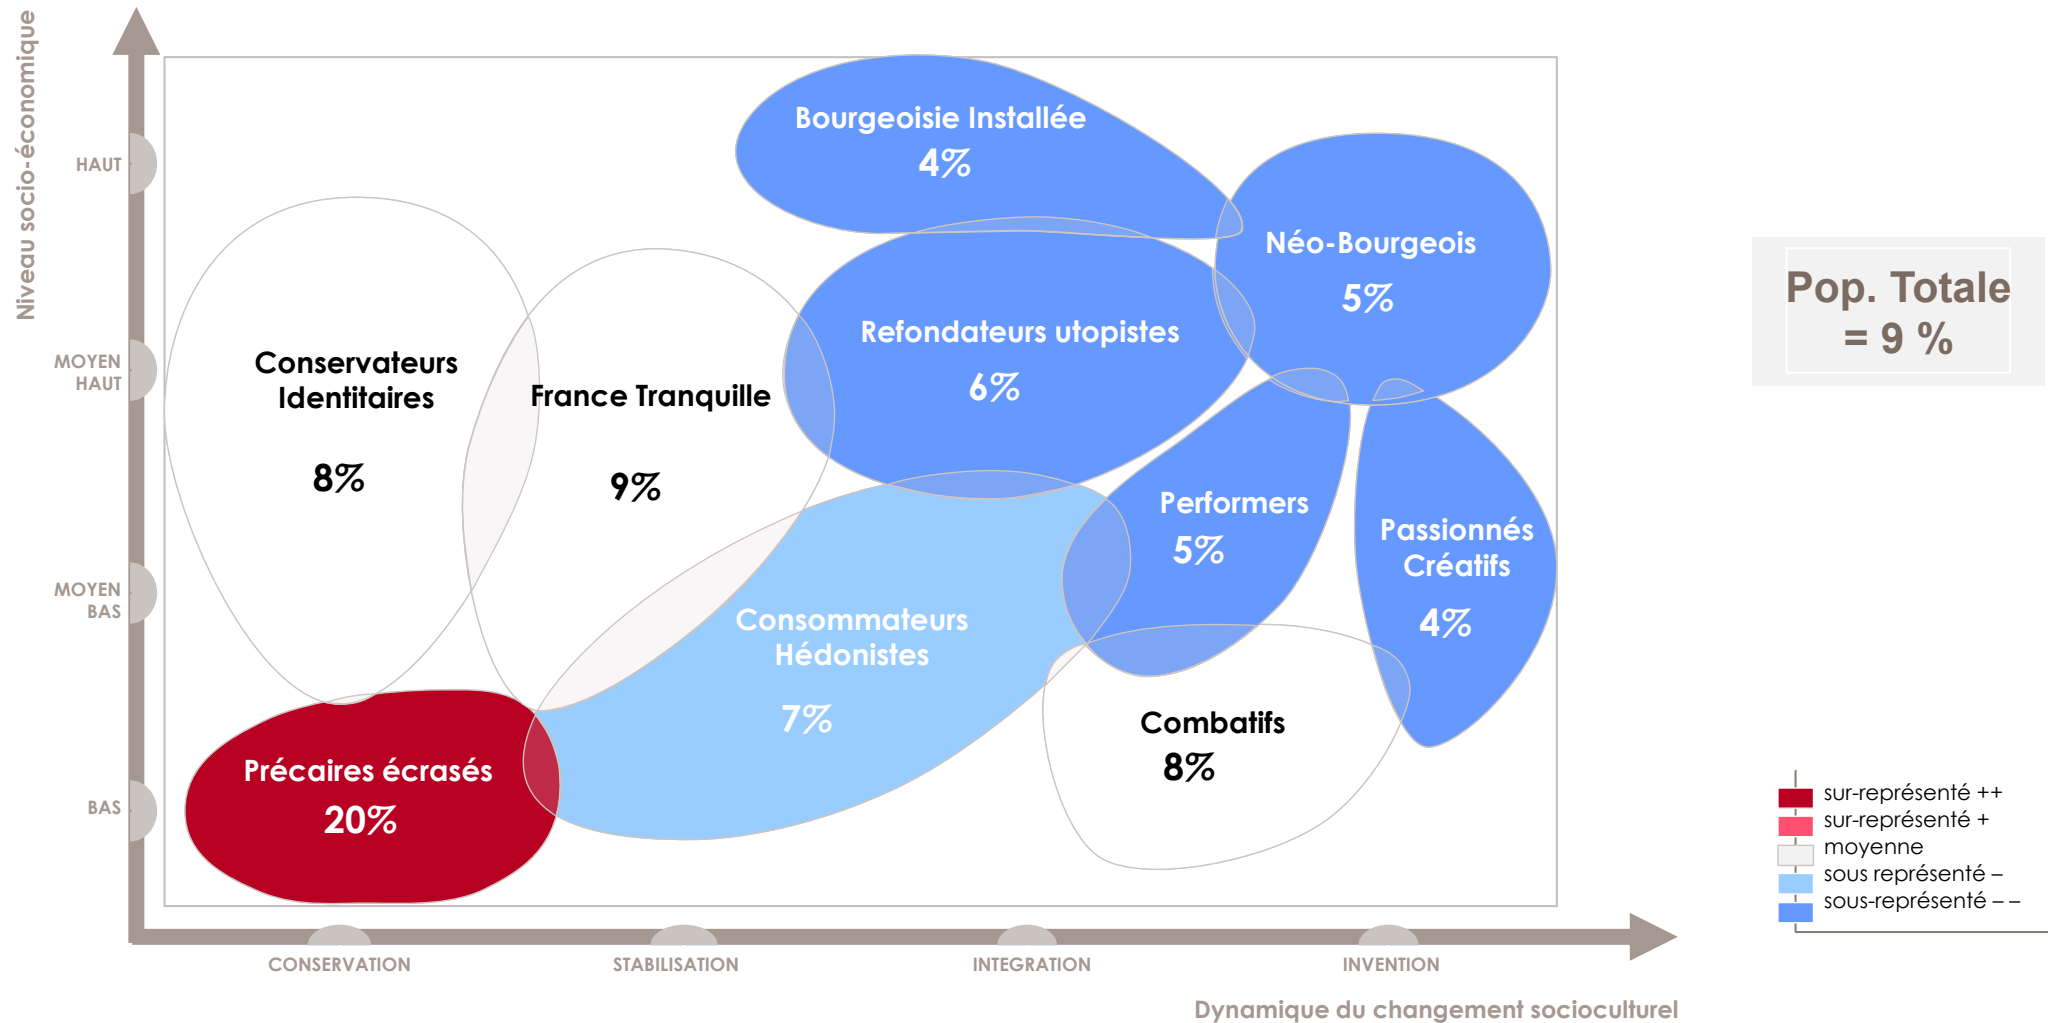 Niveau socio-économique
HAUT
MOYEN
HAUT
MOYEN
BAS
BAS
Bourgeoisie Installée
4%
Néo-Bourgeois
5%
Refondateurs utopistes
6%
Conservateurs
Identitaires
8%
France Tranquille
9%
Performers
5%
Passionnés
Créatifs
4%
Consommateurs
Hédonistes
7%
Combatifs
8%
Précaires écrasés
20%
Pop. Totale
= 9 %
sur-représenté ++
sur-représenté +
moyenne
sous représenté –
sous-représenté – –
CONSERVATION
STABILISATION
INTEGRATION
INVENTION
Dynamique du changement socioculturel